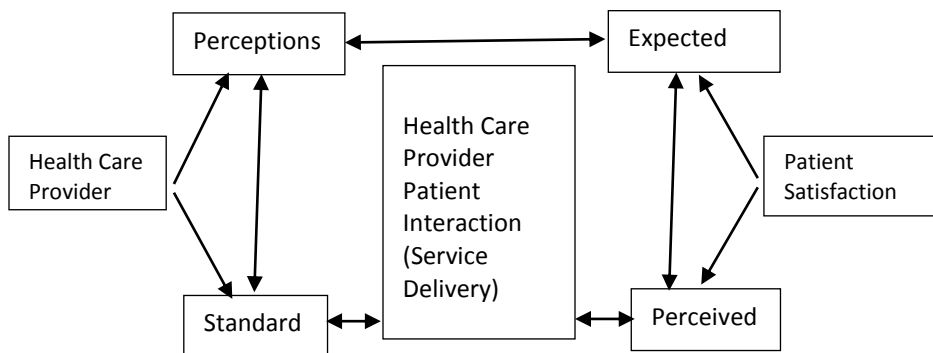 Perceptions
Expected
Health Care
Provider
Health Care
Provider
Patient
Interaction
(Service
Delivery)
Patient
Satisfaction
Standard
Perceived